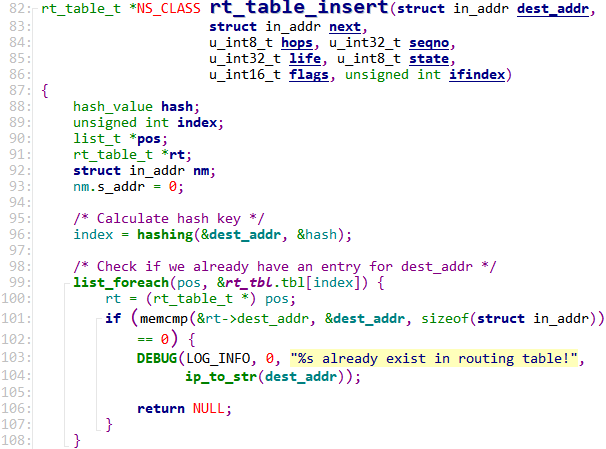 82: rt_table_t *NS_CLASS rt_table_insert(struct in_addr dest_addr,
83: struct in_addr next,
84: u_int8_t hops, u_int32_t seqno,
85: u_int32_t life, u_int8_t state,
86: u_int16_t flags, unsigned int ifindex)
87: {
88: hash_value hash;
89: unsigned int index;
90: list_t *pos;
91: rt_table_t *rt;
92: struct in_addr nm;
93: nm.s_addr = 0;
94:
95: /* Calculate hash key */
96: index = hashing(&dest_addr, &hash);
97:
98: /* Check if we already have an entry for dest_addr */
99: list_foreach(pos, &rt_tbl.tbl[index]) {
100: rt = (rt_table_t *) pos;
101: if (memcmp(&rt->dest_addr, &dest_addr, sizeof(struct in_addr))
102: == 0) {
103: DEBUG(LOG_INFO, 0, "%s already exist in routing table!",
104: ip_to_str(dest_addr));
105:
106: return NULL;
107: }
108: }